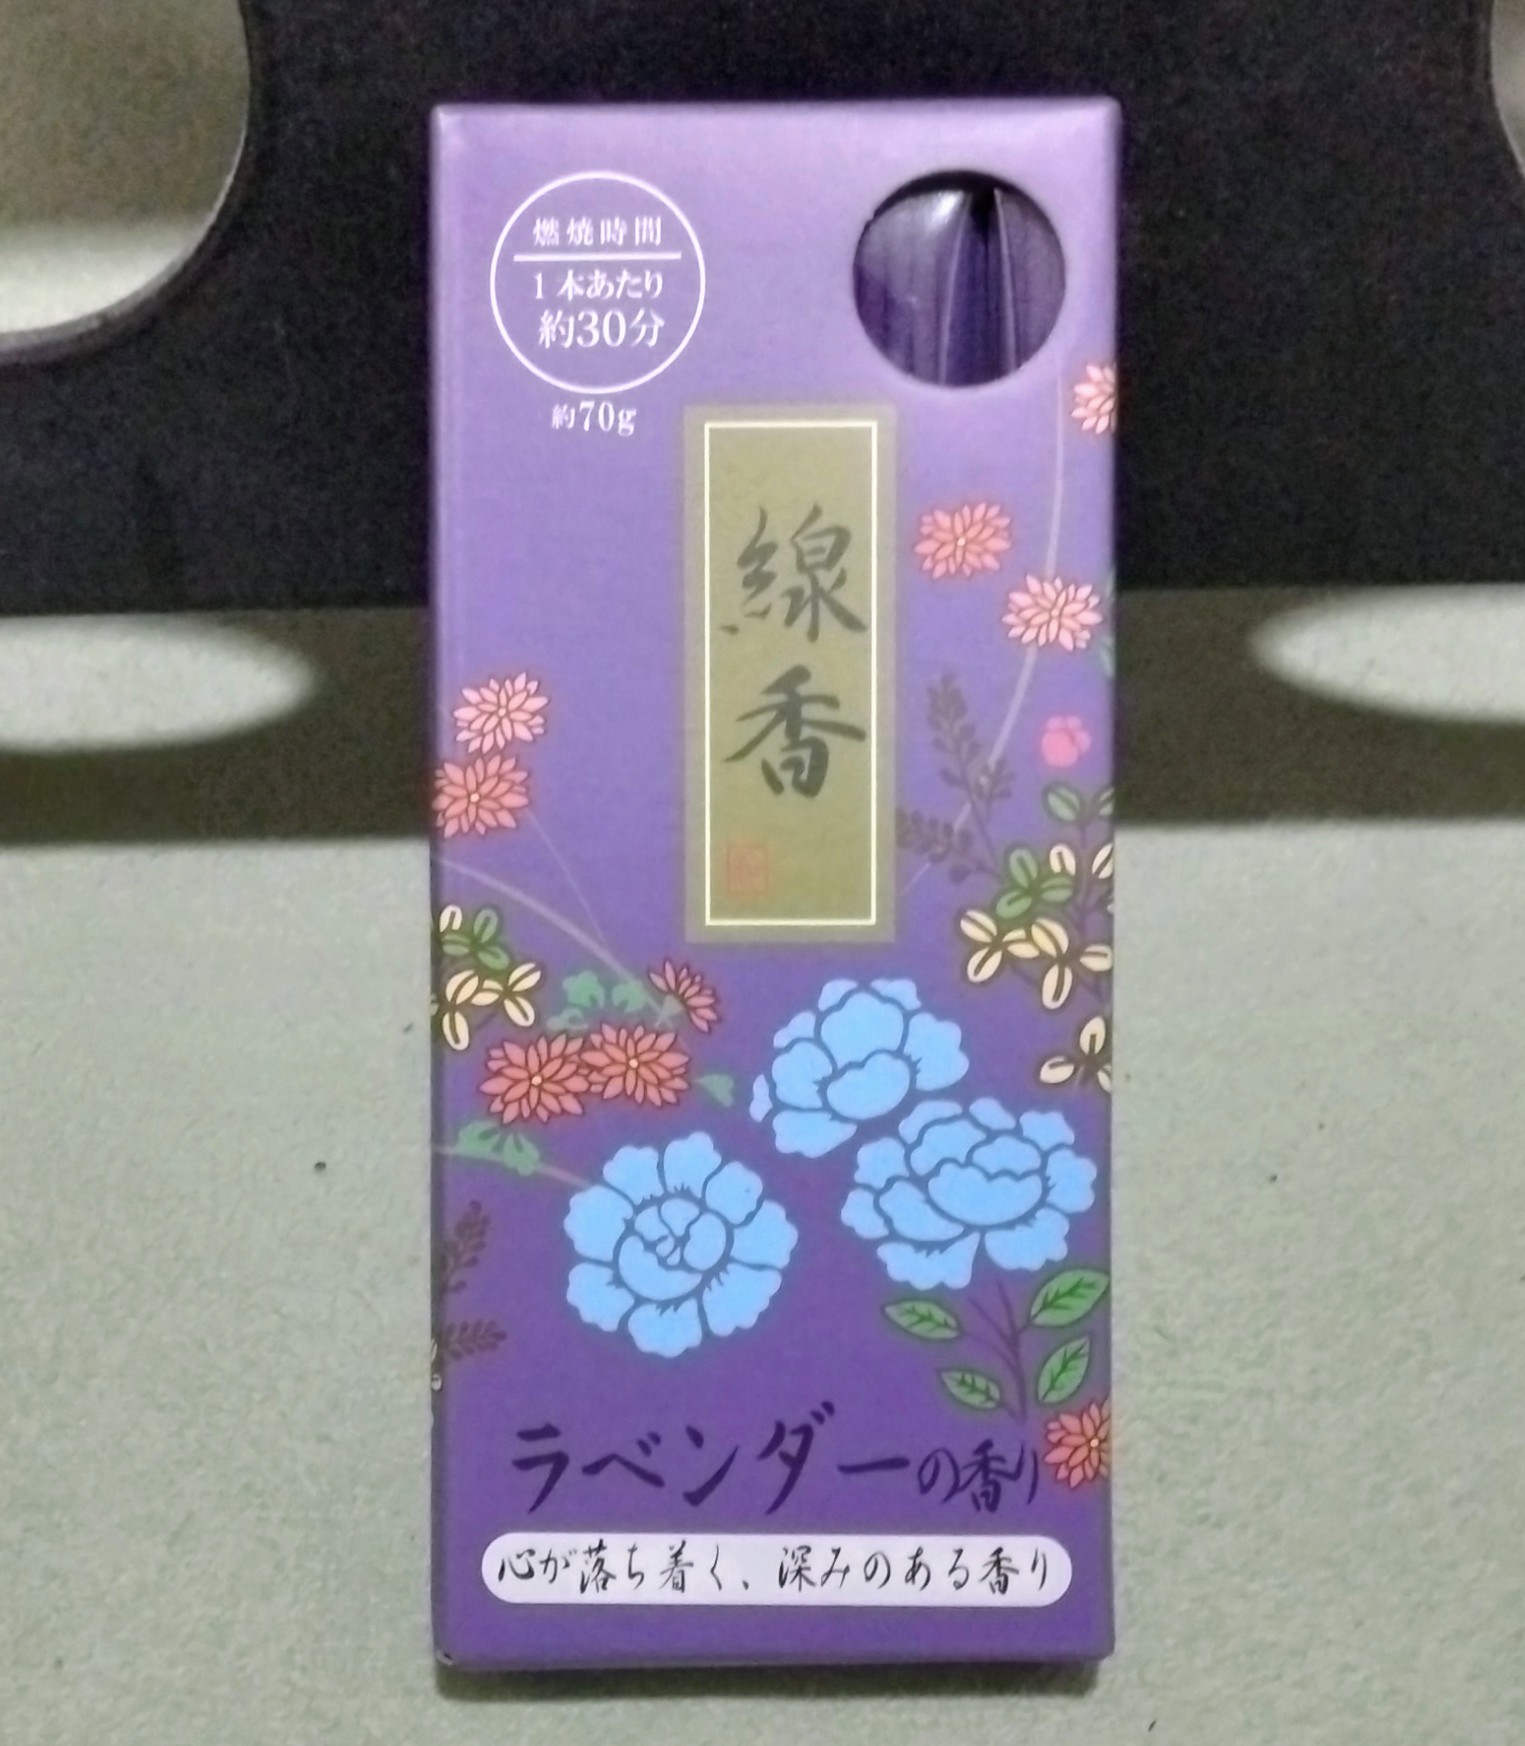 燃焼時間
1本あたり
約30分
約70g
線香
ラベンダーの香り
心が落ち着く、深みのある香り